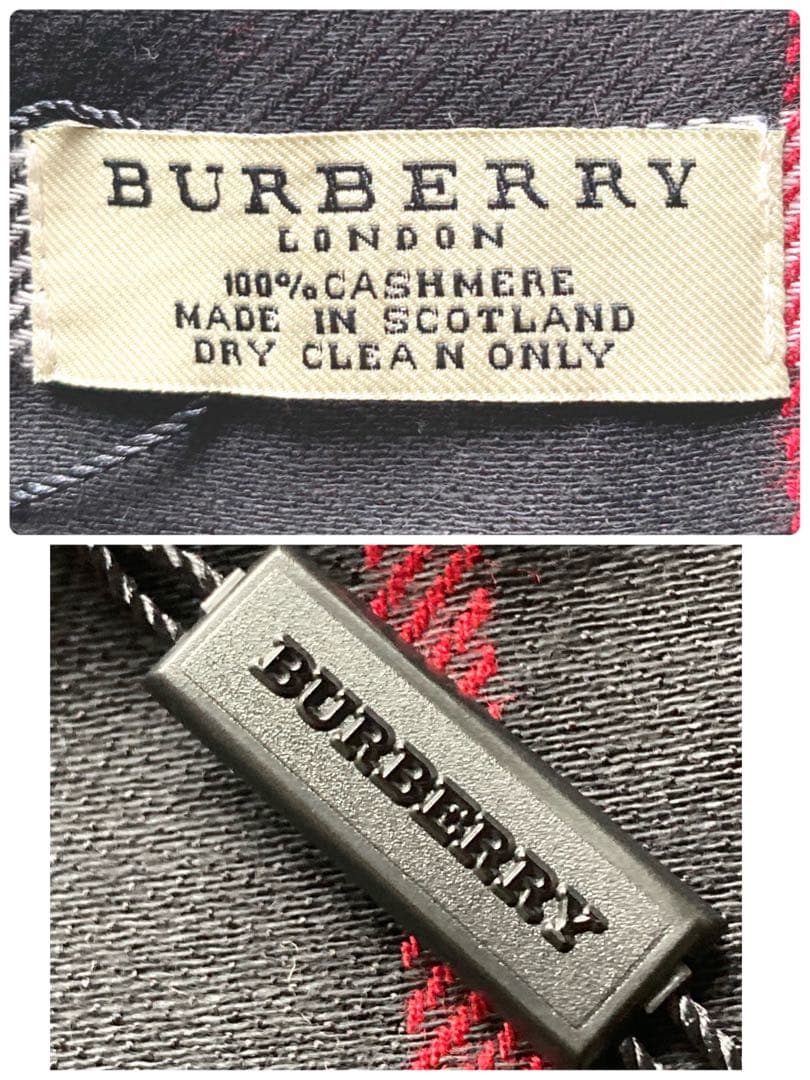 BURBERRY
LONDON
100% CASHMERE
MADE IN SCOTLAND
DRY CLEAN ONLY
BURBERRY